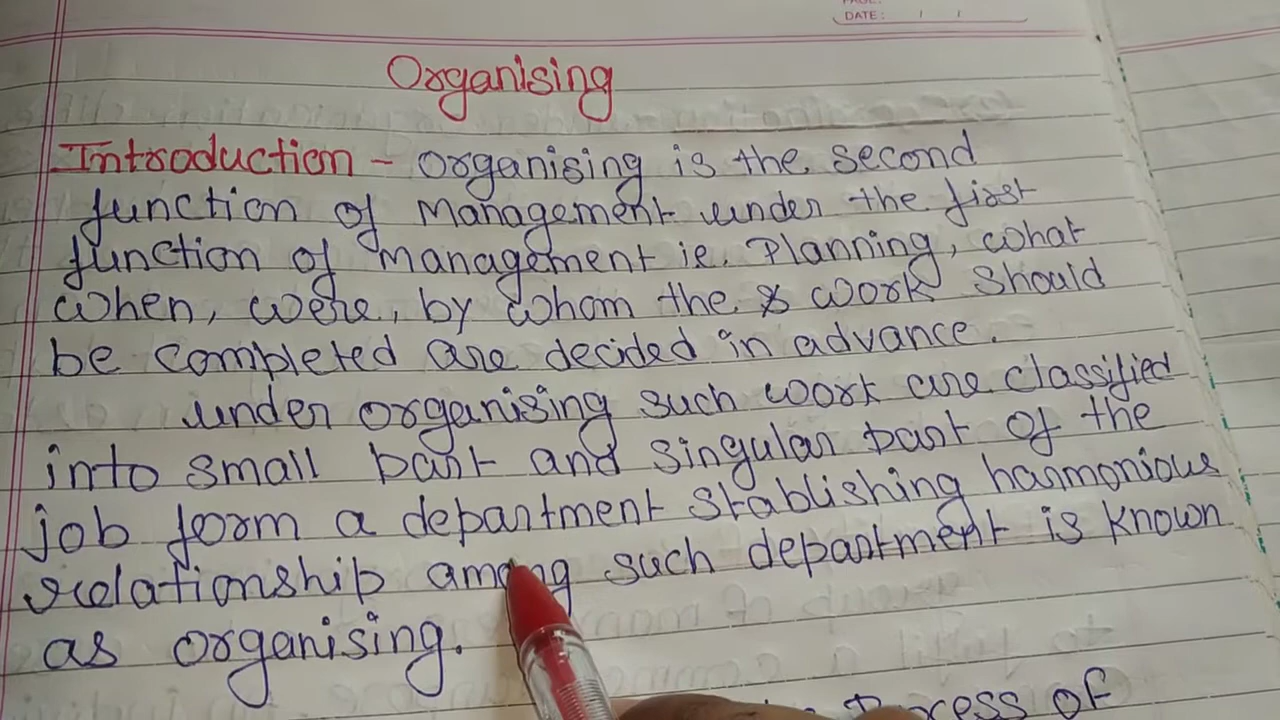 DATE: / /
Organising
Introduction - Organising is the second
function of Management under the first
function of management ie. Planning, what
when, were, by whom the work should
be completed are decided in advance.
under organising such work are classified
into small part and singular part of the
job form a department stablishing harmonious
relationship among such department is known
as organising.
Process of